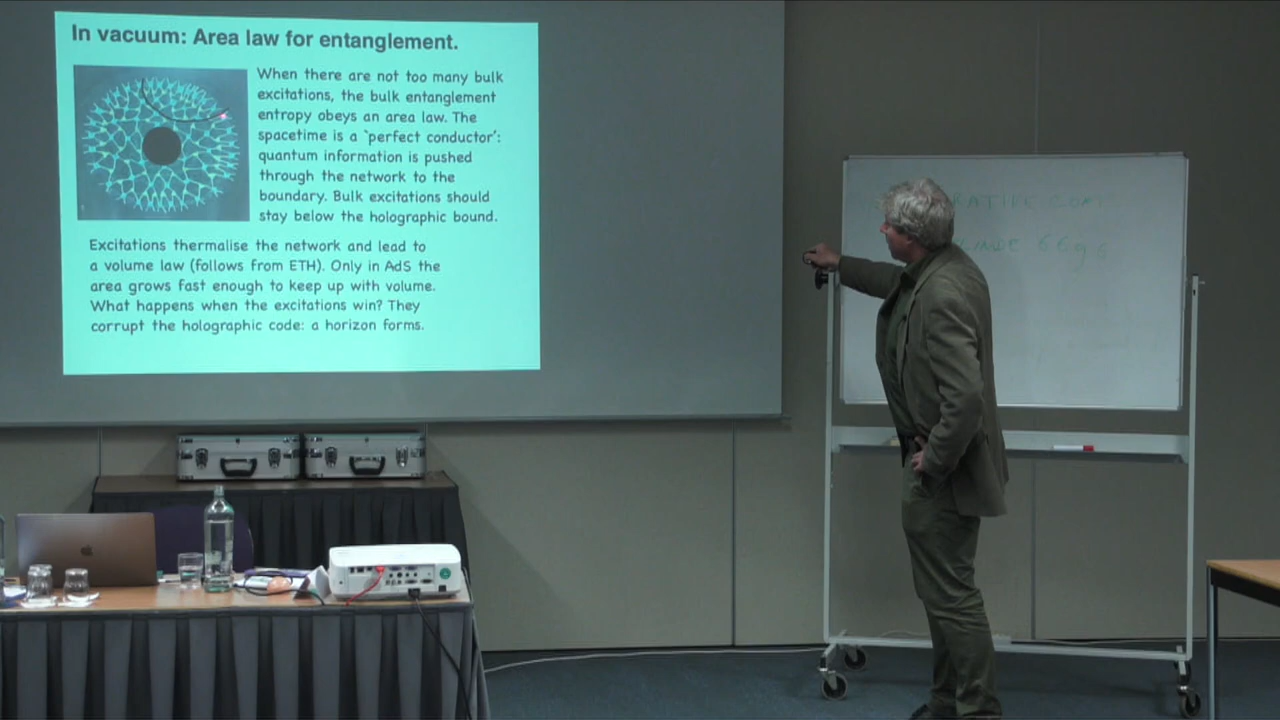 In vacuum: Area law for entanglement.
When there are not too many bulk
excitations, the bulk entanglement
entropy obeys an area law. The
spacetime is a `perfect conductor':
quantum information is pushed
through the network to the
boundary. Bulk excitations should
stay below the holographic bound.
Excitations thermalise the network and lead to
a volume law (follows from ETH). Only in AdS the
area grows fast enough to keep up with volume.
What happens when the excitations win? They
corrupt the holographic code: a horizon forms.